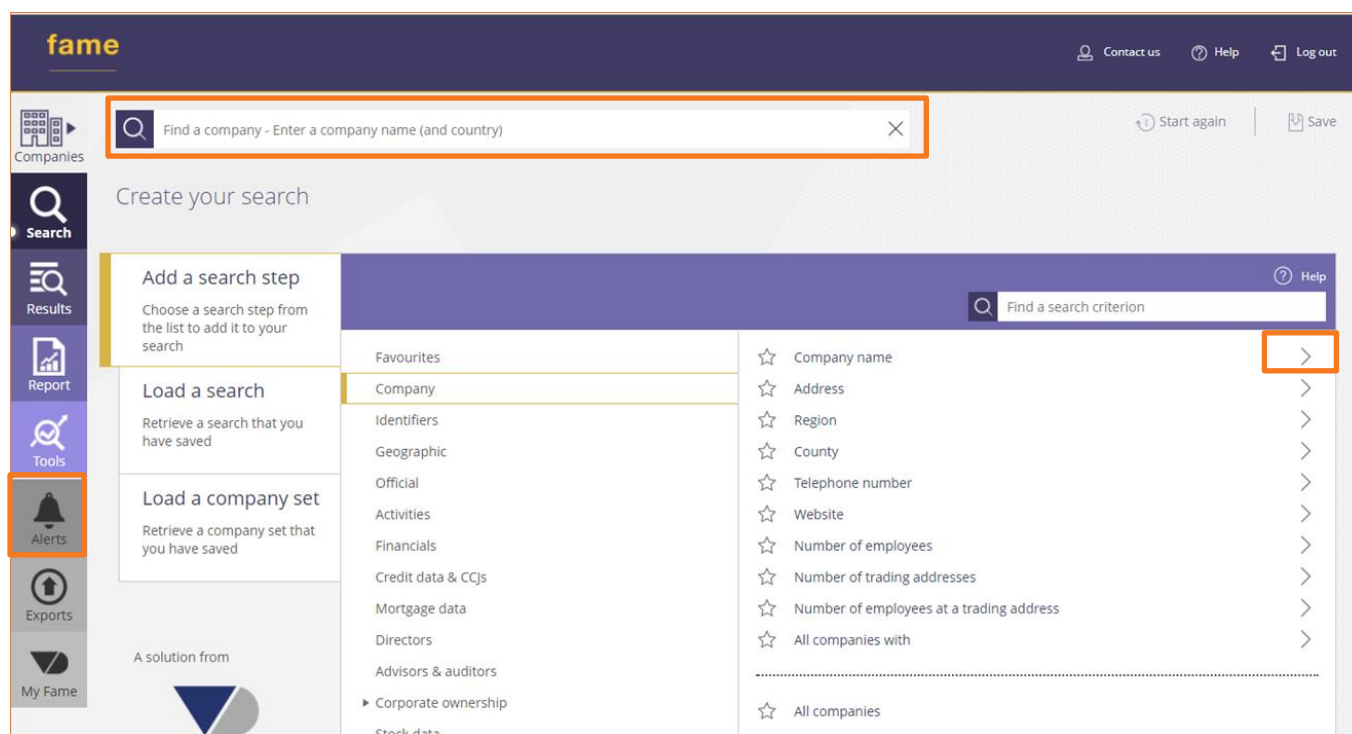 fame
Contact us
Help
Log out
Companies
Find a company - Enter a company name (and country)
Start again
Save
Create your search
Search
Results
Report
Tools
Alerts
Exports
My Fame
Add a search step
Choose a search step from
the list to add it to your
search
Load a search
Retrieve a search that you
have saved
Load a company set
Retrieve a company set that
you have saved
A solution from
Help
Find a search criterion
Favourites
Company
Identifiers
Geographic
Official
Activities
Financials
Credit data & CCJs
Mortgage data
Directors
Advisors & auditors
Corporate ownership
Stock data
Company name
Address
Region
County
Telephone number
Website
Number of employees
Number of trading addresses
Number of employees at a trading address
All companies with
All companies